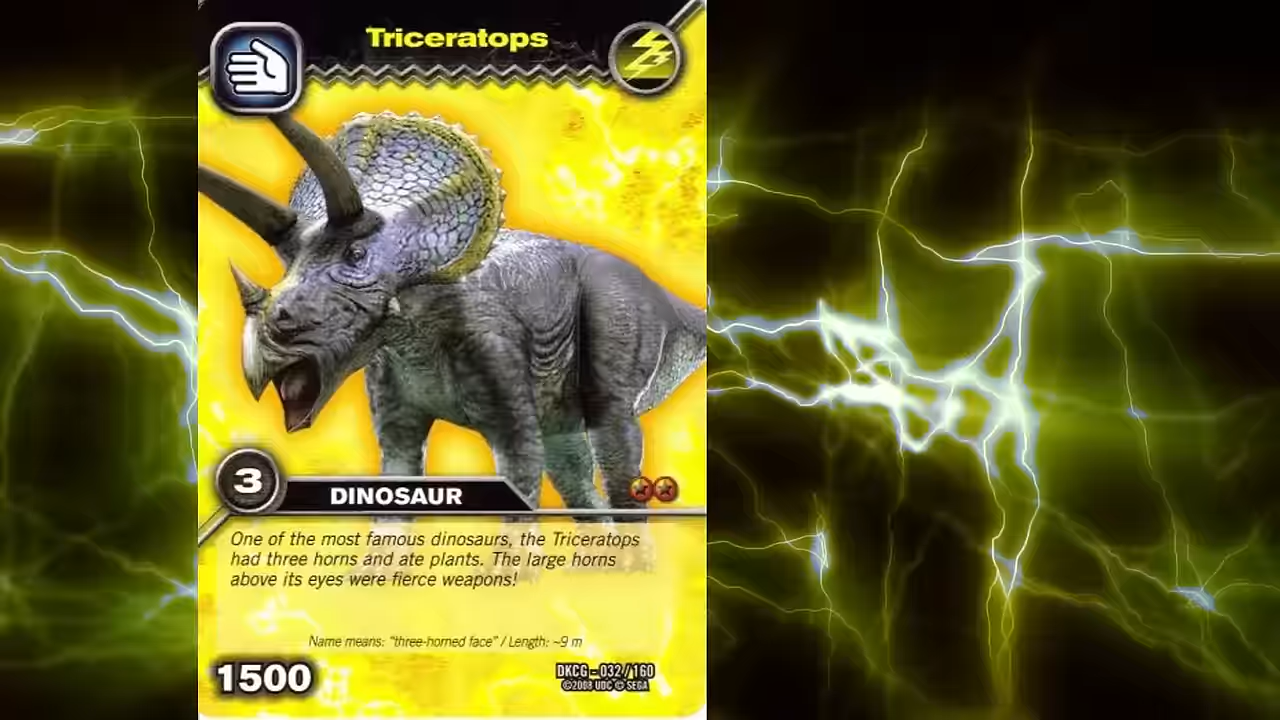 Triceratops
3
DINOSAUR
One of the most famous dinosaurs, the Triceratops
had three horns and ate plants. The large horns
above its eyes were fierce weapons!
Name means: "three-horned face" / Length: ~9 m
1500
DKCG - 032/160
©2008 UDC © SEGA